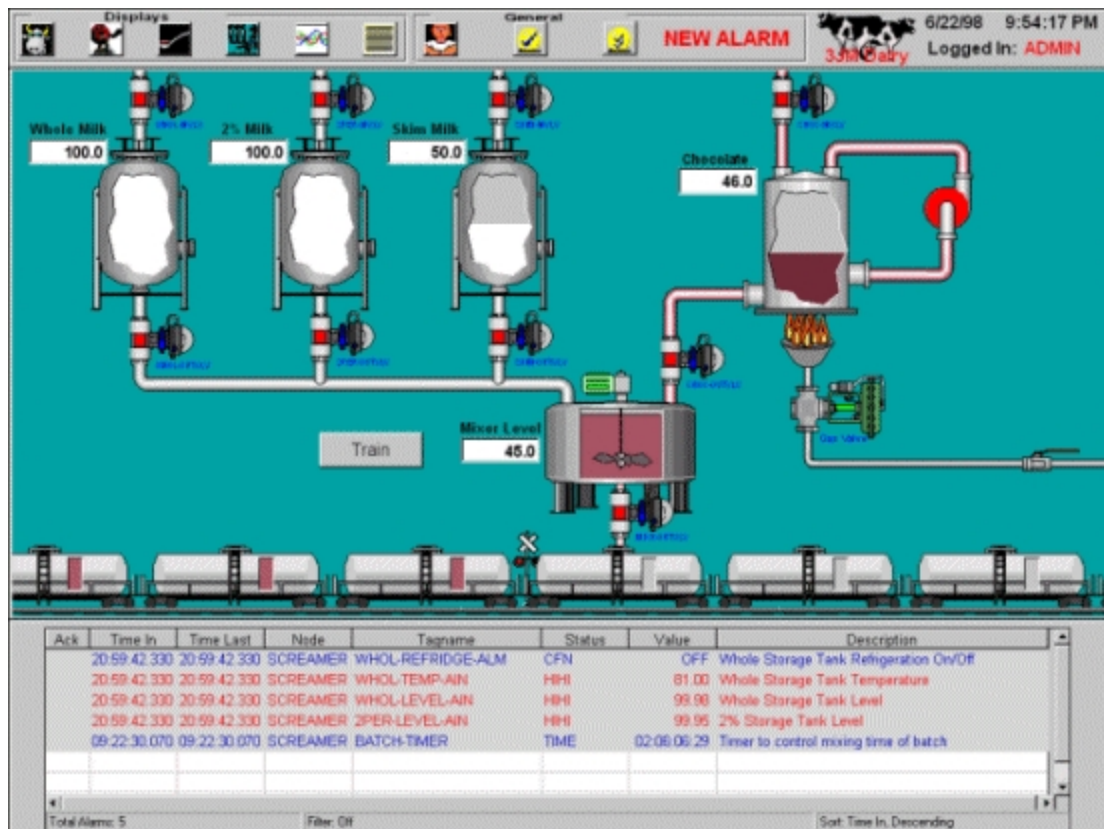 Displays
General
NEW ALARM
3JM Dairy
6/22/98 9:54:17 PM
Logged In: ADMIN
Whole Milk
100.0
2% Milk
100.0
Skim Milk
50.0
Chocolate
46.0
Gas Valve
Train
Mixer Level
45.0
Ack Time In Time Last Node Tagname Status Value Description
20:59:42.330 20:59:42.330 SCREAMER WHOL-REFRIDGE-ALM CFN OFF Whole Storage Tank Refrigeration On/Off
20:59:42.330 20:59:42.330 SCREAMER WHOL-TEMP-AIN HIHI 81.00 Whole Storage Tank Temperature
20:59:42.330 20:59:42.330 SCREAMER WHOL-LEVEL-AIN HIHI 99.98 Whole Storage Tank Level
20:59:42.330 20:59:42.330 SCREAMER 2PER-LEVEL-AIN HIHI 99.95 2% Storage Tank Level
09:22:30.070 09:22:30.070 SCREAMER BATCH-TIMER TIME 02:06:06:29 Timer to control mixing time of batch
Total Alarms: 5 Filter: Off Sort: Time In, Descending